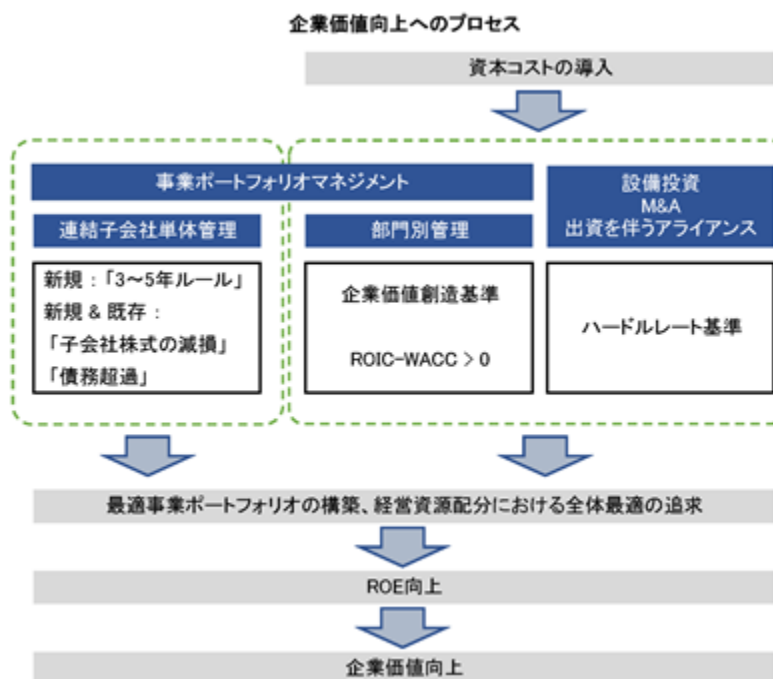 企業価値向上へのプロセス
資本コストの導入
事業ポートフォリオマネジメント
連結子会社単体管理
新規：「3～5年ルール」
新規 & 既存：
「子会社株式の減損」
「債務超過」
部門別管理
企業価値創造基準
ROIC-WACC > 0
設備投資
M&A
出資を伴うアライアンス
ハードルレート基準
最適事業ポートフォリオの構築、経営資源配分における全体最適の追求
ROE向上
企業価値向上